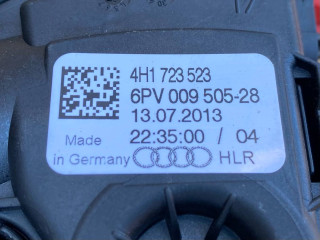 4H1 723 523
6PV 009 505-28
13.07.2013
Made 22:35:00 / 04
in Germany HLR